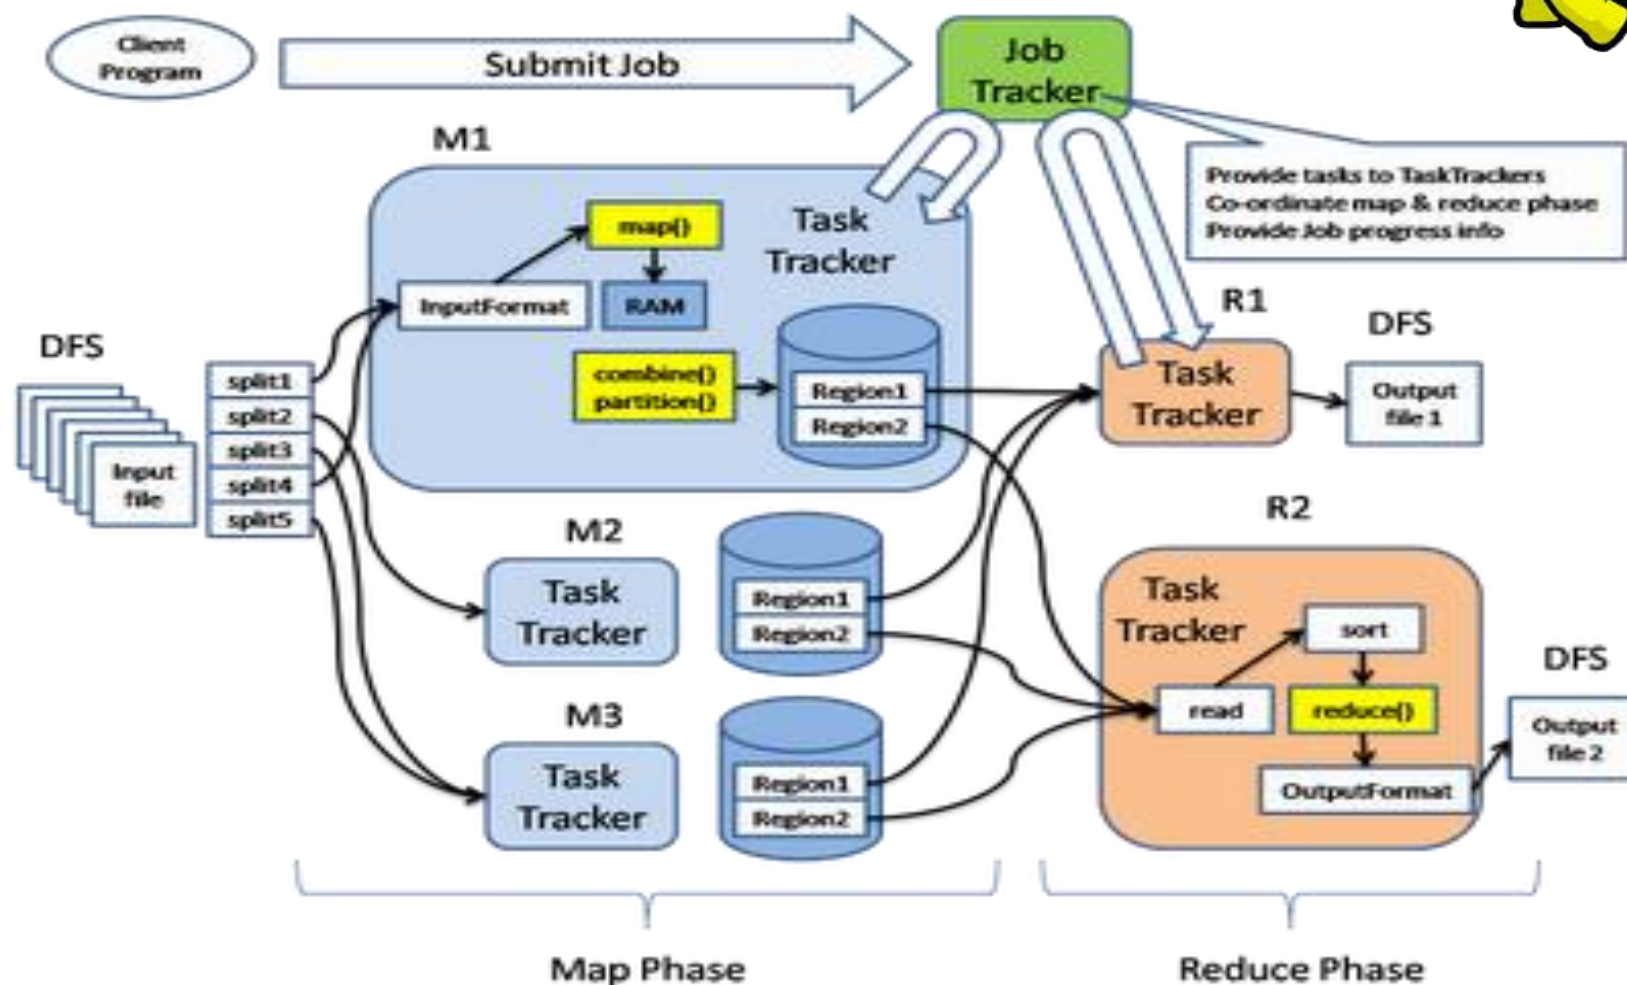 Client
Program
Submit Job
Job
Tracker
Provide tasks to TaskTrackers
Co-ordinate map & reduce phase
Provide Job progress info
M1
map()
Task
Tracker
InputFormat
RAM
combine()
partition()
Region1
Region2
DFS
Input
file
split1
split2
split3
split4
split5
R1
Task
Tracker
DFS
Output
file 1
M2
Task
Tracker
Region1
Region2
M3
Task
Tracker
Region1
Region2
R2
Task
Tracker
sort
read
reduce()
OutputFormat
DFS
Output
file 2
Map Phase
Reduce Phase